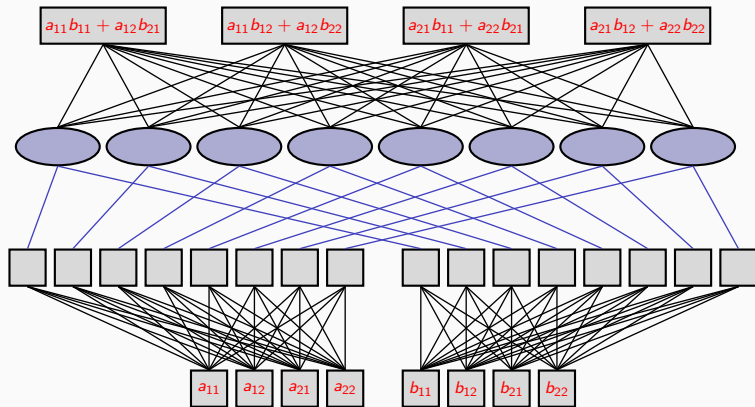 a₁₁b₁₁ + a₁₂b₂₁ a₁₁b₁₂ + a₁₂b₂₂ a₂₁b₁₁ + a₂₂b₂₁ a₂₁b₁₂ + a₂₂b₂₂
a₁₁ a₁₂ a₂₁ a₂₂ b₁₁ b₁₂ b₂₁ b₂₂